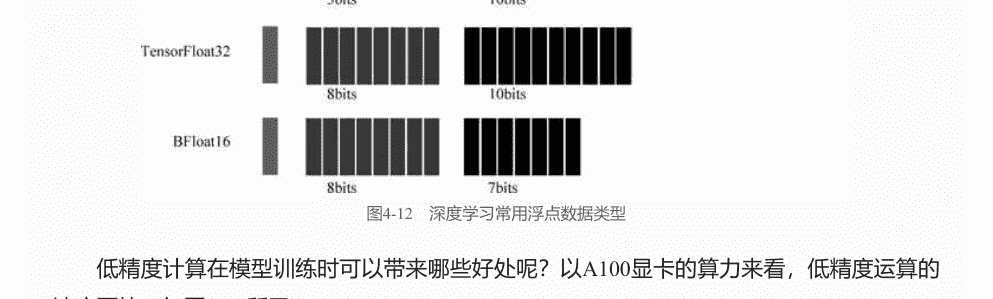 TensorFloat32
8bits 10bits
BFloat16
8bits 7bits
图4-12 深度学习常用浮点数据类型
低精度计算在模型训练时可以带来哪些好处呢？以A100显卡的算力来看，低精度运算的